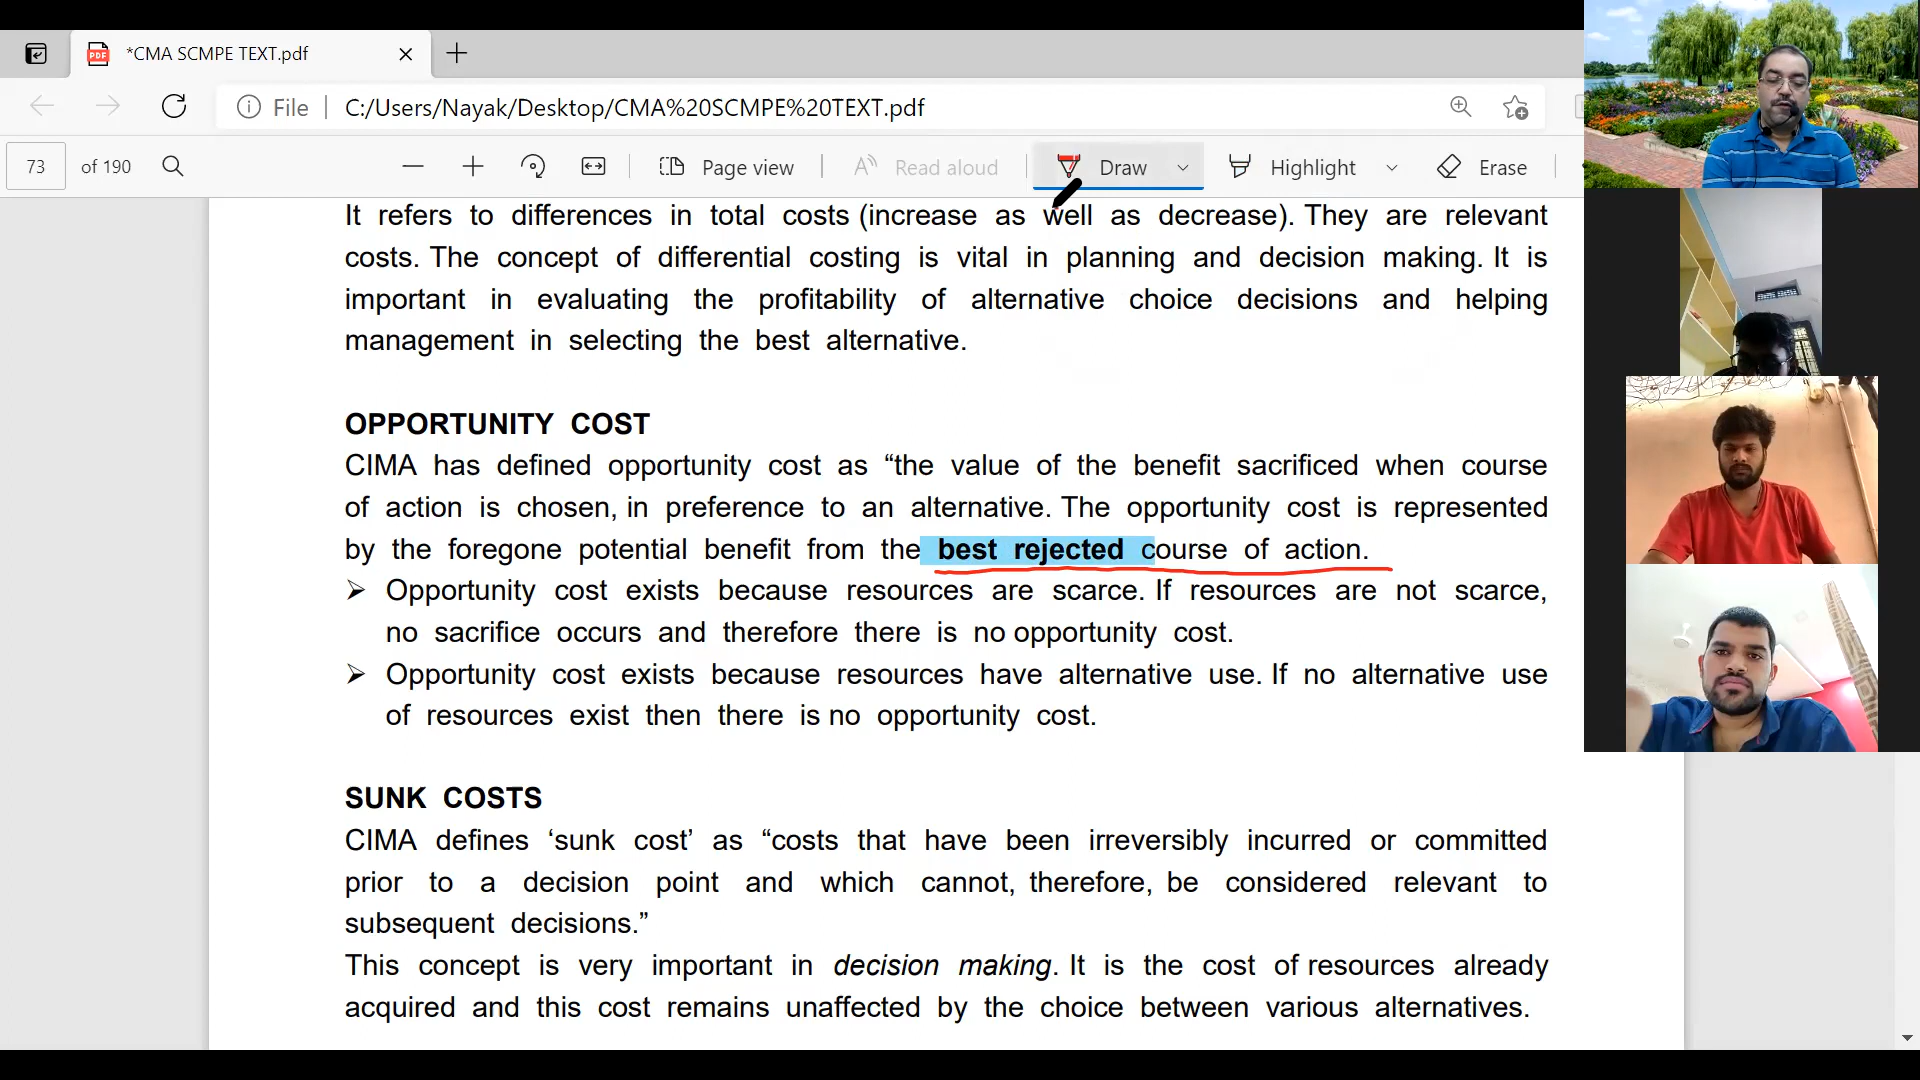 *CMA SCMPE TEXT.pdf
File
C:/Users/Nayak/Desktop/CMA%20SCMPE%20TEXT.pdf
73 of 190
Page view
Read aloud
Draw
Highlight
Erase
It refers to differences in total costs (increase as well as decrease). They are relevant
costs. The concept of differential costing is vital in planning and decision making. It is
important in evaluating the profitability of alternative choice decisions and helping
management in selecting the best alternative.
OPPORTUNITY COST
CIMA has defined opportunity cost as “the value of the benefit sacrificed when course
of action is chosen, in preference to an alternative. The opportunity cost is represented
by the foregone potential benefit from the best rejected course of action.
➢ Opportunity cost exists because resources are scarce. If resources are not scarce,
no sacrifice occurs and therefore there is no opportunity cost.
➢ Opportunity cost exists because resources have alternative use. If no alternative use
of resources exist then there is no opportunity cost.
SUNK COSTS
CIMA defines ‘sunk cost’ as “costs that have been irreversibly incurred or committed
prior to a decision point and which cannot, therefore, be considered relevant to
subsequent decisions.”
This concept is very important in decision making. It is the cost of resources already
acquired and this cost remains unaffected by the choice between various alternatives.